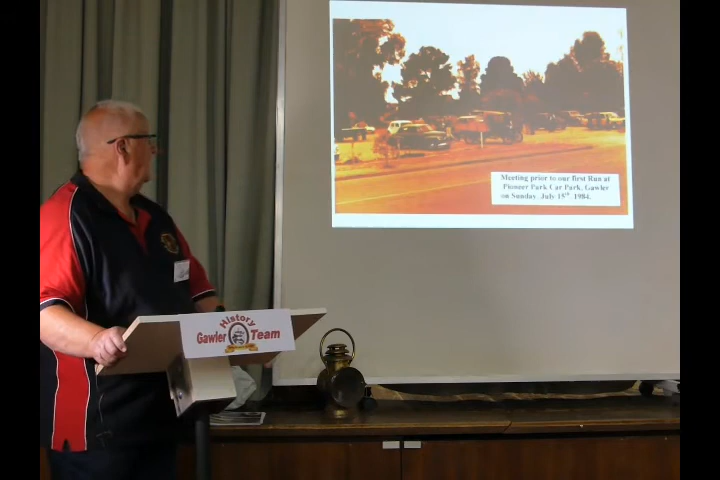 Meeting prior to our first Run at
Pioneer Park Car Park, Gawler
on Sunday July 15th 1984.
History
Gawler Team